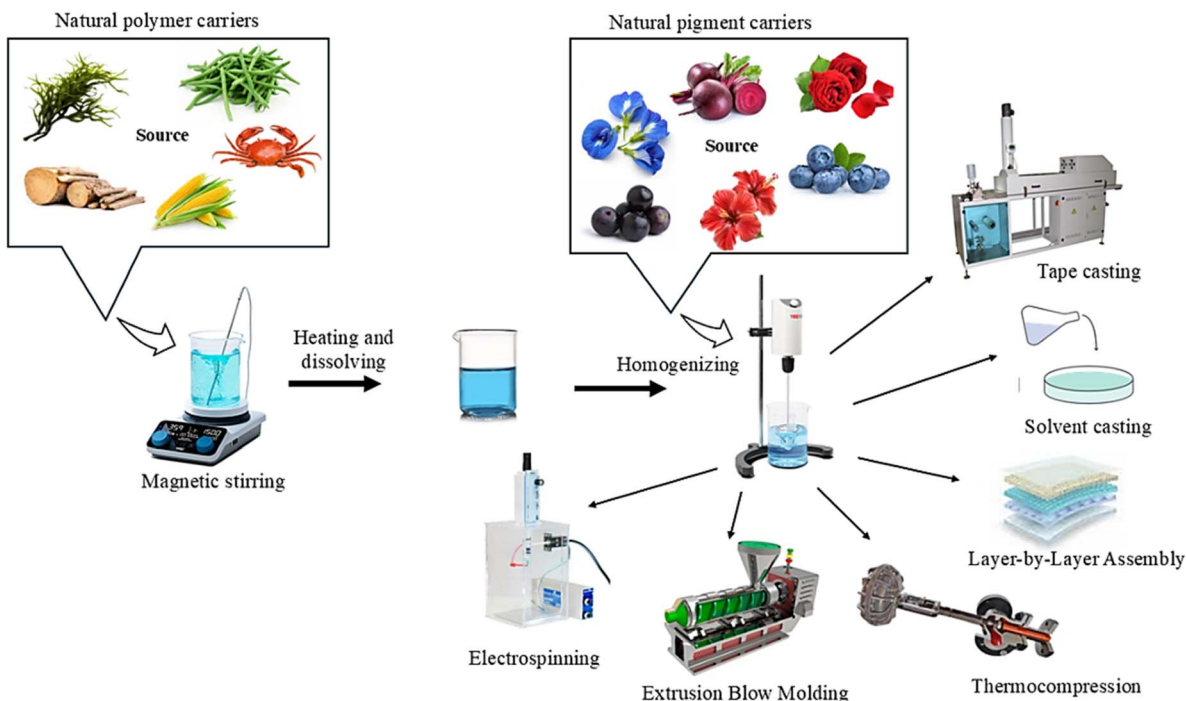 Natural polymer carriers
Natural pigment carriers
Source
Source
Tape casting
Heating and
dissolving
Homogenizing
Solvent casting
Magnetic stirring
Layer-by-Layer Assembly
Electrospinning
Extrusion Blow Molding
Thermocompression